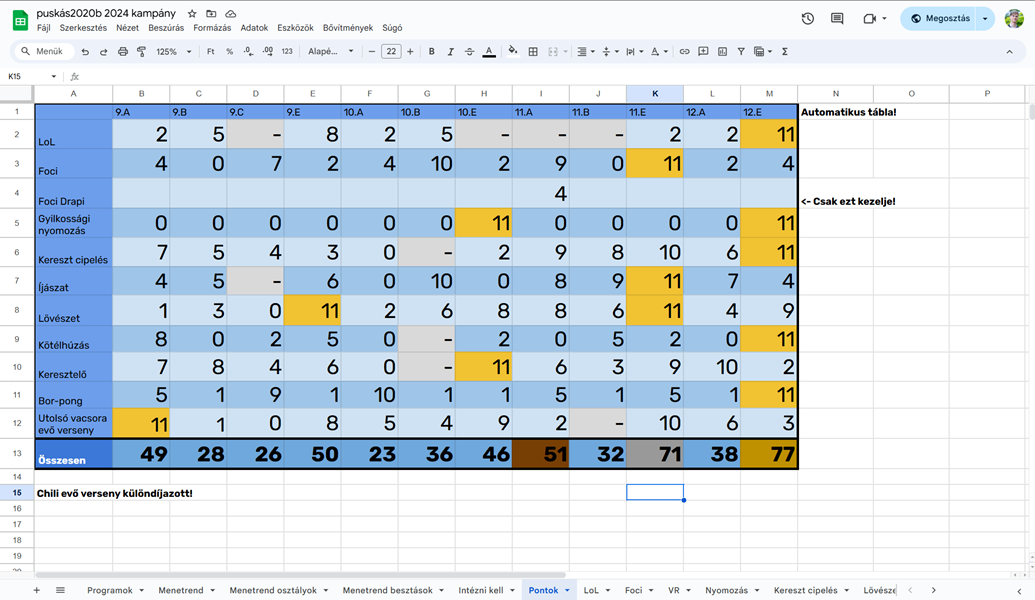 puskás2020b 2024 kampány
Fájl Szerkesztés Nézet Beszúrás Formázás Adatok Eszközök Bővítmények Súgó
Megosztás
Menük 125% Ft % .0 .00 123 Alapé... 22 B I A Σ
K15 fx
A B C D E F G H I J K L M N O P
1 9.A 9.B 9.C 9.E 10.A 10.B 10.E 11.A 11.B 11.E 12.A 12.E Automatikus tábla!
2 LoL 2 5 - 8 2 5 - - - 2 2 11
3 Foci 4 0 7 2 4 10 2 9 0 11 2 4
4 Foci Drapi 4 <- Csak ezt kezelje!
5 Gyilkossági nyomozás 0 0 0 0 0 0 11 0 0 0 0 11
6 Kereszt cipelés 7 5 4 3 0 - 2 9 8 10 6 11
7 Íjászat 4 5 - 6 0 10 0 8 9 11 7 4
8 Lövészet 1 3 0 11 2 6 8 8 6 11 4 9
9 Kötélhúzás 8 0 2 5 0 - 2 0 5 2 0 11
10 Keresztelő 7 8 4 6 0 - 11 6 3 9 10 2
11 Bor-pong 5 1 9 1 10 1 1 5 1 5 1 11
12 Utolsó vacsora evő verseny 11 1 0 8 5 4 9 2 - 10 6 3
13 Összesen 49 28 26 50 23 36 46 51 32 71 38 77
14
15 Chili evő verseny különdíjazott!
16
17
18
19
20
Programok Menetrend Menetrend osztályok Menetrend besztások Intézni kell Pontok LoL Foci VR Nyomozás Kereszt cipelés Lövésze